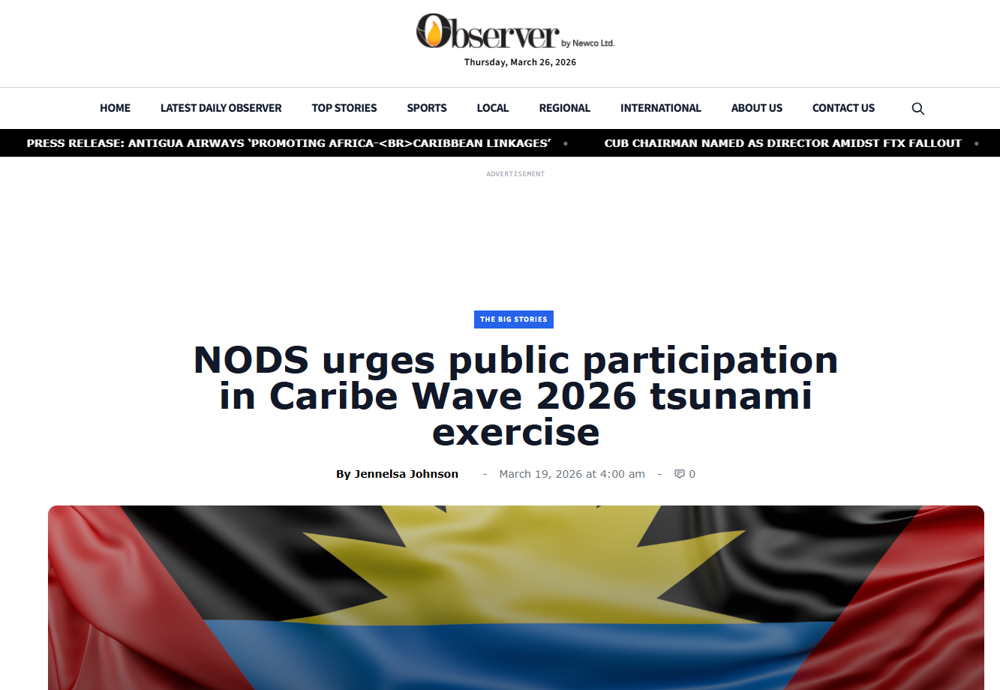 Observer by Newco Ltd.
Thursday, March 26, 2026
HOME LATEST DAILY OBSERVER TOP STORIES SPORTS LOCAL REGIONAL INTERNATIONAL ABOUT US CONTACT US
PRESS RELEASE: ANTIGUA AIRWAYS ‘PROMOTING AFRICA-<BR>CARIBBEAN LINKAGES’ • CUB CHAIRMAN NAMED AS DIRECTOR AMIDST FTX FALLOUT •
ADVERTISEMENT
THE BIG STORIES
NODS urges public participation
in Caribe Wave 2026 tsunami
exercise
By Jennelsa Johnson - March 19, 2026 at 4:00 am - 0